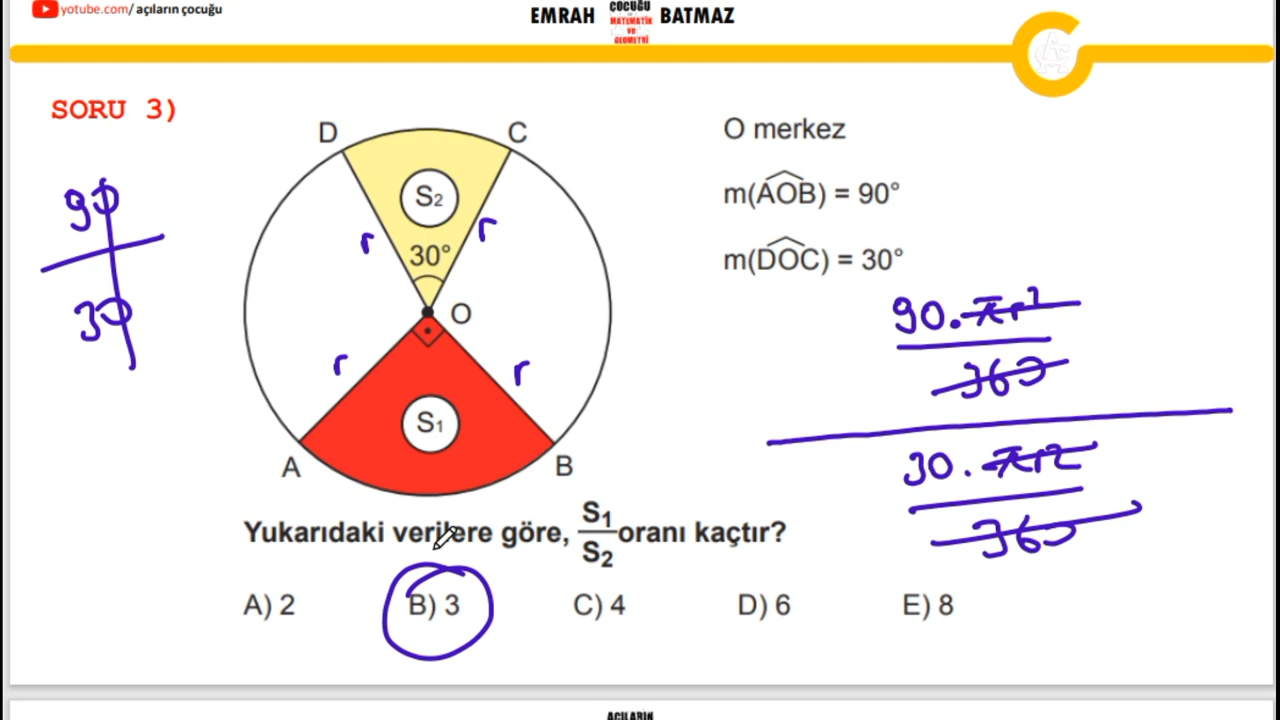 yotube.com/ açıların çocuğu
EMRAH ÇOCUĞU BATMAZ
MATEMATİK
ve
GEOMETRİ
SORU 3)
D C
S2
30°
r r
O
r r
S1
A B
90
30
O merkez
m(AOB) = 90°
m(DOC) = 30°
90.πr²
360
30.πr²
360
Yukarıdaki verilere göre, S1/S2 oranı kaçtır?
A) 2 B) 3 C) 4 D) 6 E) 8
AÇILARIN